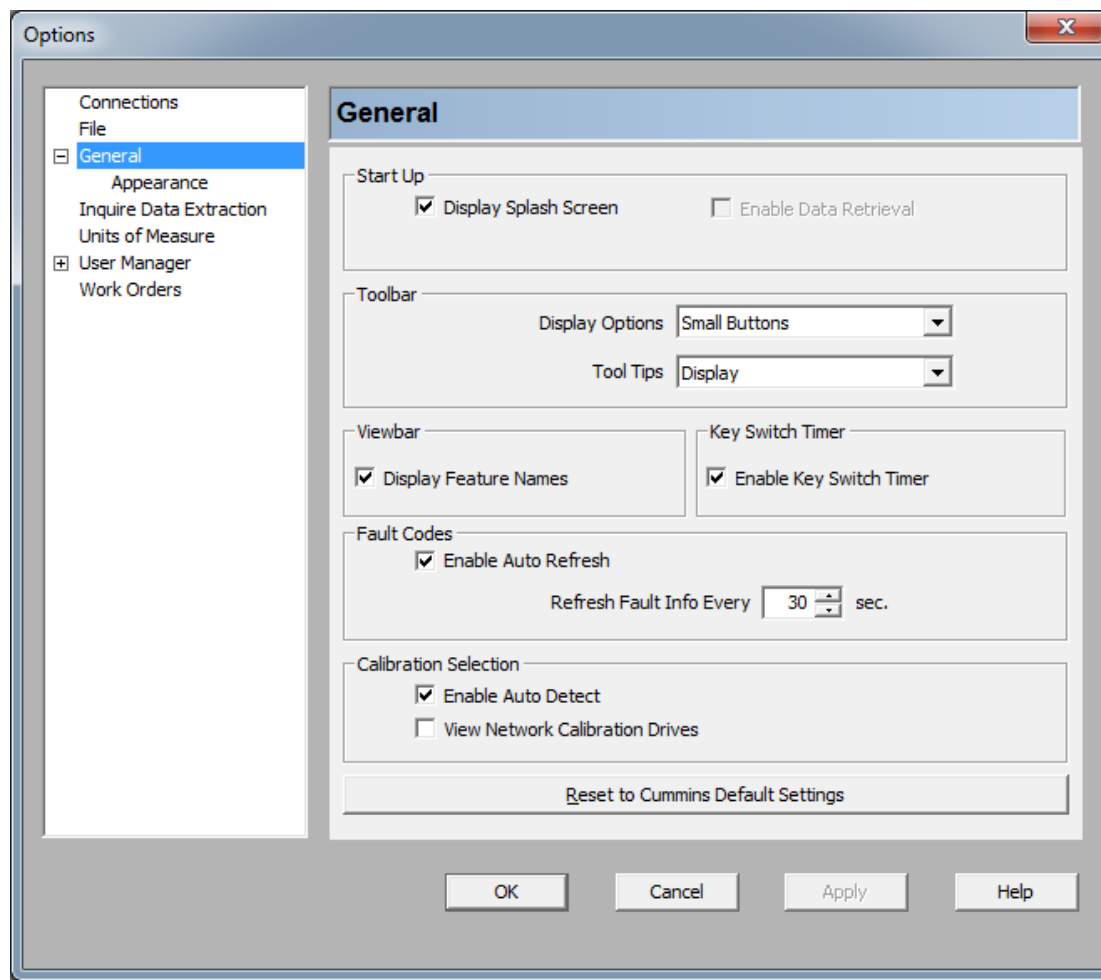 Options
Connections
File
General
Appearance
Inquire Data Extraction
Units of Measure
User Manager
Work Orders
General
Start Up
Display Splash Screen
Enable Data Retrieval
Toolbar
Display Options Small Buttons
Tool Tips Display
Viewbar
Display Feature Names
Key Switch Timer
Enable Key Switch Timer
Fault Codes
Enable Auto Refresh
Refresh Fault Info Every 30 sec.
Calibration Selection
Enable Auto Detect
View Network Calibration Drives
Reset to Cummins Default Settings
OK Cancel Apply Help